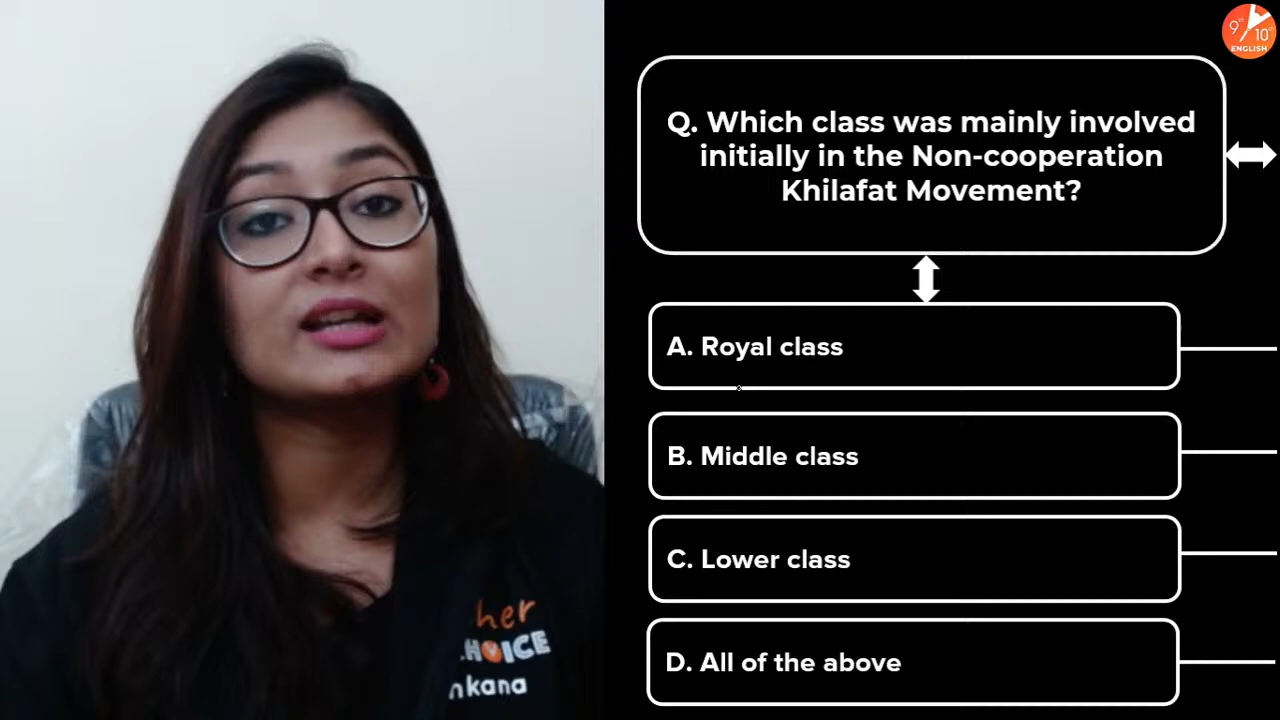 9th 10th
ENGLISH
Q. Which class was mainly involved
initially in the Non-cooperation
Khilafat Movement?
A. Royal class
B. Middle class
C. Lower class
D. All of the above
her
HOICE
nkana